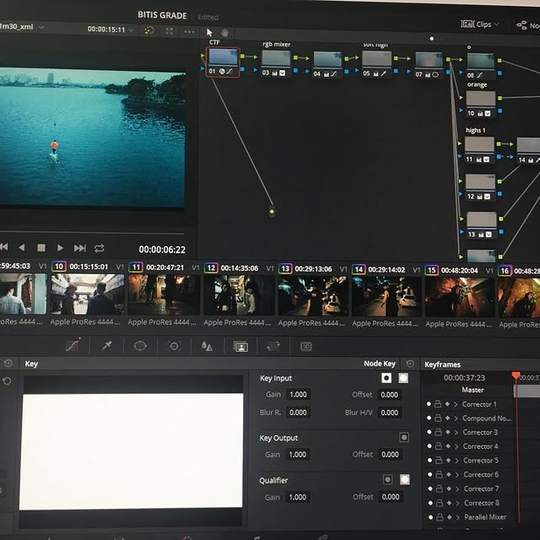 BITIS GRADE Edited
1m30_xml
00:00:15:11
Clips
CTF
rgb mixer
01
03
04
05
07
08
orange
10
highs 1
11
14
12
13
00:00:06:22
59:45:03 V1
10 00:15:15:01 V1
11 00:20:47:21 V1
12 00:14:35:06 V1
13 00:29:13:06 V1
14 00:29:14:02 V1
15 00:48:20:04 V1
16 00:48:2
ProRes 4444 ...
Apple ProRes 4444 ...
Apple ProRes 4444 ...
Apple ProRes 4444 ...
Apple ProRes 4444 ...
Apple ProRes 4444 ...
Apple ProRes 4444 ...
Apple ProRes
Key
Node Key
Keyframes
Key Input
Gain 1.000 Offset 0.000
Blur R. 0.000 Blur H/V 0.000
Key Output
Gain 1.000 Offset 0.000
Qualifier
Gain 1.000 Offset 0.000
00:00:37:23
Master
Corrector 1
Compound No...
Corrector 3
Corrector 4
Corrector 5
Corrector 6
Corrector 7
Corrector 8
Parallel Mixer